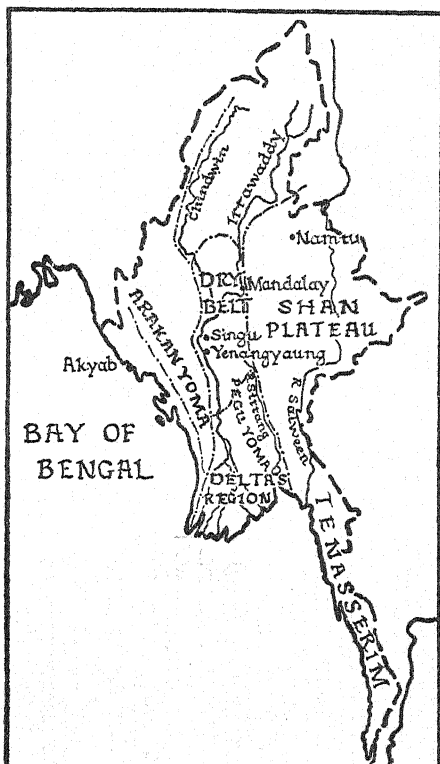 Chindwin
Irrawaddy
Namtu
DRY
BELT
Mandalay
SHAN
PLATEAU
ARAKAN YOMA
Singu
Yenangyaung
Akyab
R. Sittang
PEGU YOMA
R. Salween
BAY OF
BENGAL
DELTAS
REGION
TENASSERIM